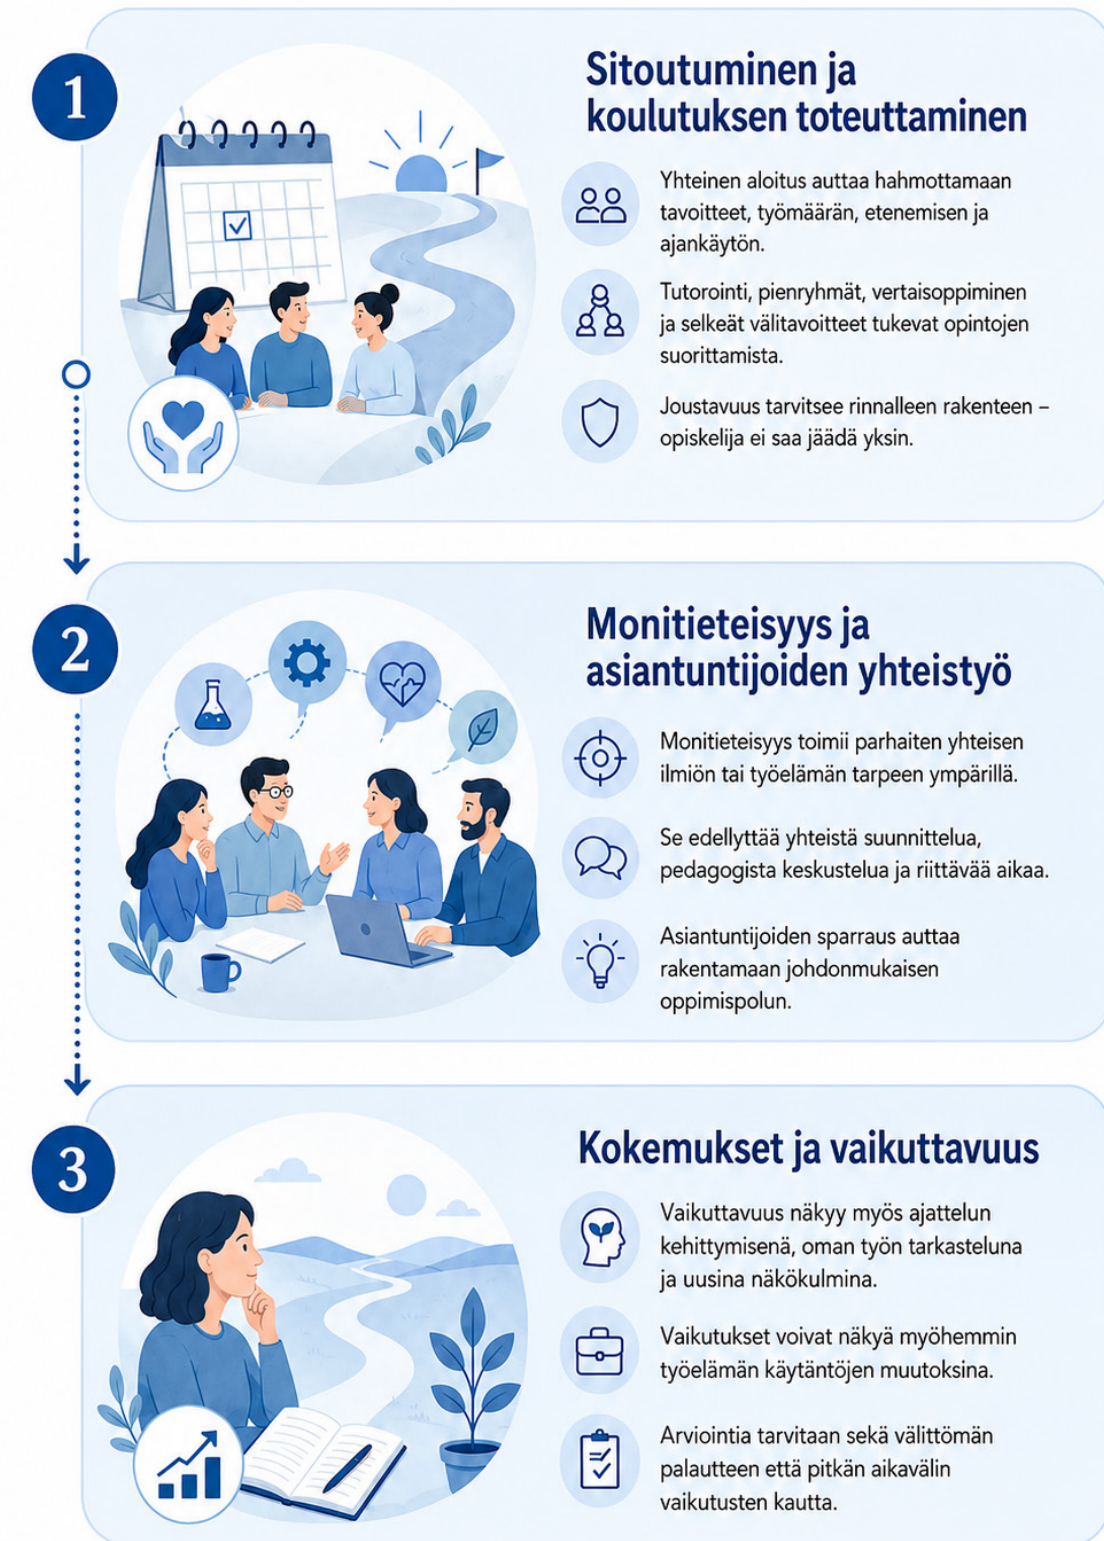 1
Sitoutuminen ja
koulutuksen toteuttaminen
Yhteinen aloitus auttaa hahmottamaan
tavoitteet, työmäärän, etenemisen ja
ajankäytön.
Tutorointi, pienryhmät, vertaisoppiminen
ja selkeät välitavoitteet tukevat opintojen
suorittamista.
Joustavuus tarvitsee rinnalleen rakenteen –
opiskelija ei saa jäädä yksin.
2
Monitieteisyys ja
asiantuntijoiden yhteistyö
Monitieteisyys toimii parhaiten yhteisen
ilmiön tai työelämän tarpeen ympärillä.
Se edellyttää yhteistä suunnittelua,
pedagogista keskustelua ja riittävää aikaa.
Asiantuntijoiden sparraus auttaa
rakentamaan johdonmukaisen
oppimispolun.
3
Kokemukset ja vaikuttavuus
Vaikuttavuus näkyy myös ajattelun
kehittymisenä, oman työn tarkasteluna
ja uusina näkökulmina.
Vaikutukset voivat näkyä myöhemmin
työelämän käytäntöjen muutoksina.
Arviointia tarvitaan sekä välittömän
palautteen että pitkän aikavälin
vaikutusten kautta.